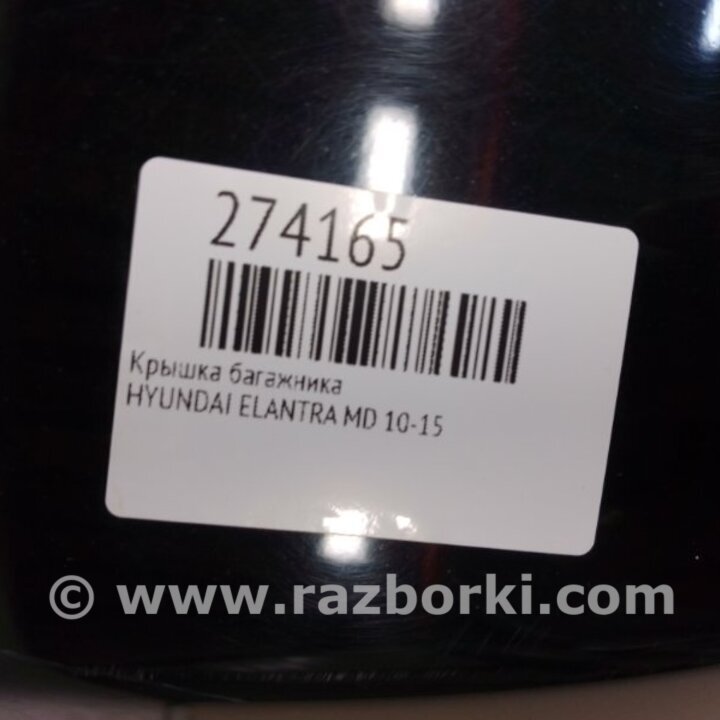 274165
Крышка багажника
HYUNDAI ELANTRA MD 10-15
© www.razborki.com